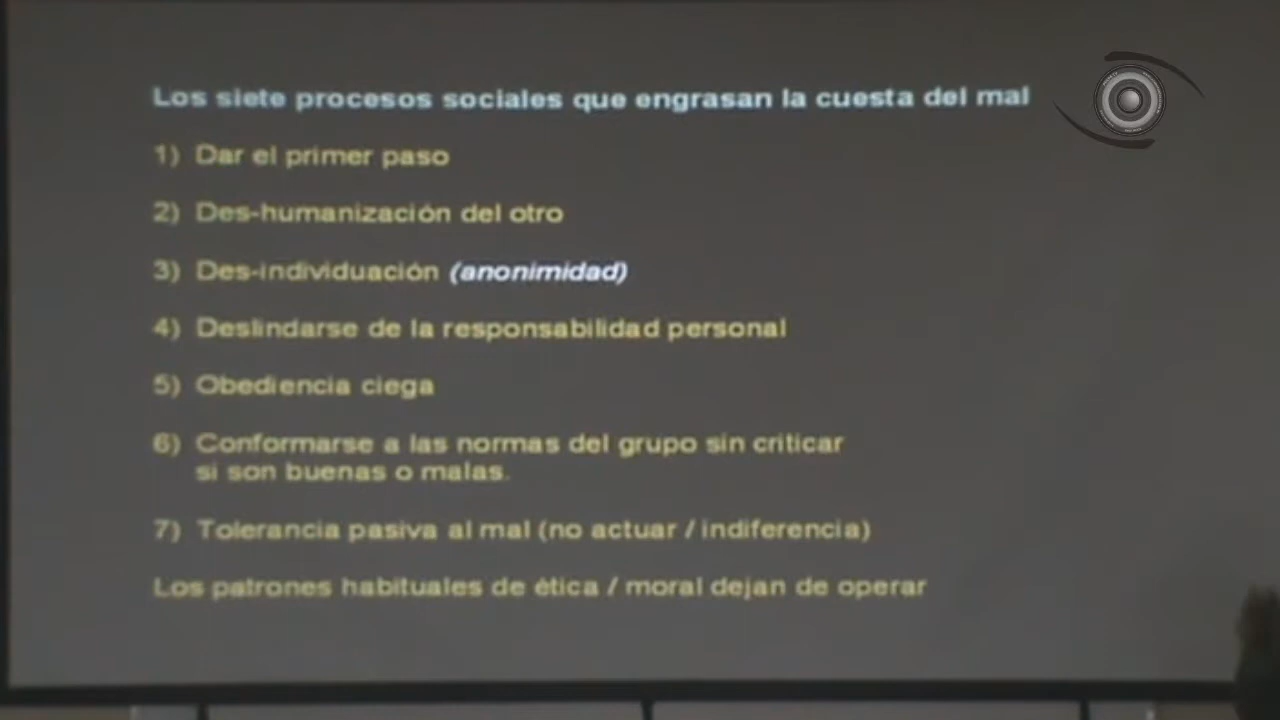 Los siete procesos sociales que engrasan la cuesta del mal
1) Dar el primer paso
2) Des-humanización del otro
3) Des-individuación (anonimidad)
4) Deslindarse de la responsabilidad personal
5) Obediencia ciega
6) Conformarse a las normas del grupo sin criticar
si son buenas o malas.
7) Tolerancia pasiva al mal (no actuar / indiferencia)
Los patrones habituales de ética / moral dejan de operar